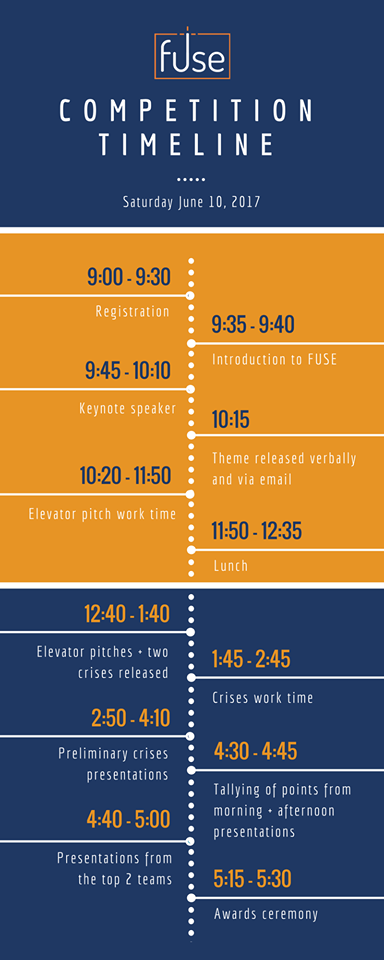 fuse
COMPETITION
TIMELINE
Saturday June 10, 2017
9:00 - 9:30
Registration
9:35 - 9:40
Introduction to FUSE
9:45 - 10:10
Keynote speaker
10:15
Theme released verbally
and via email
10:20 - 11:50
Elevator pitch work time
11:50 - 12:35
Lunch
12:40 - 1:40
Elevator pitches + two
crises released
1:45 - 2:45
Crises work time
2:50 - 4:10
Preliminary crises
presentations
4:30 - 4:45
Tallying of points from
morning + afternoon
presentations
4:40 - 5:00
Presentations from
the top 2 teams
5:15 - 5:30
Awards ceremony